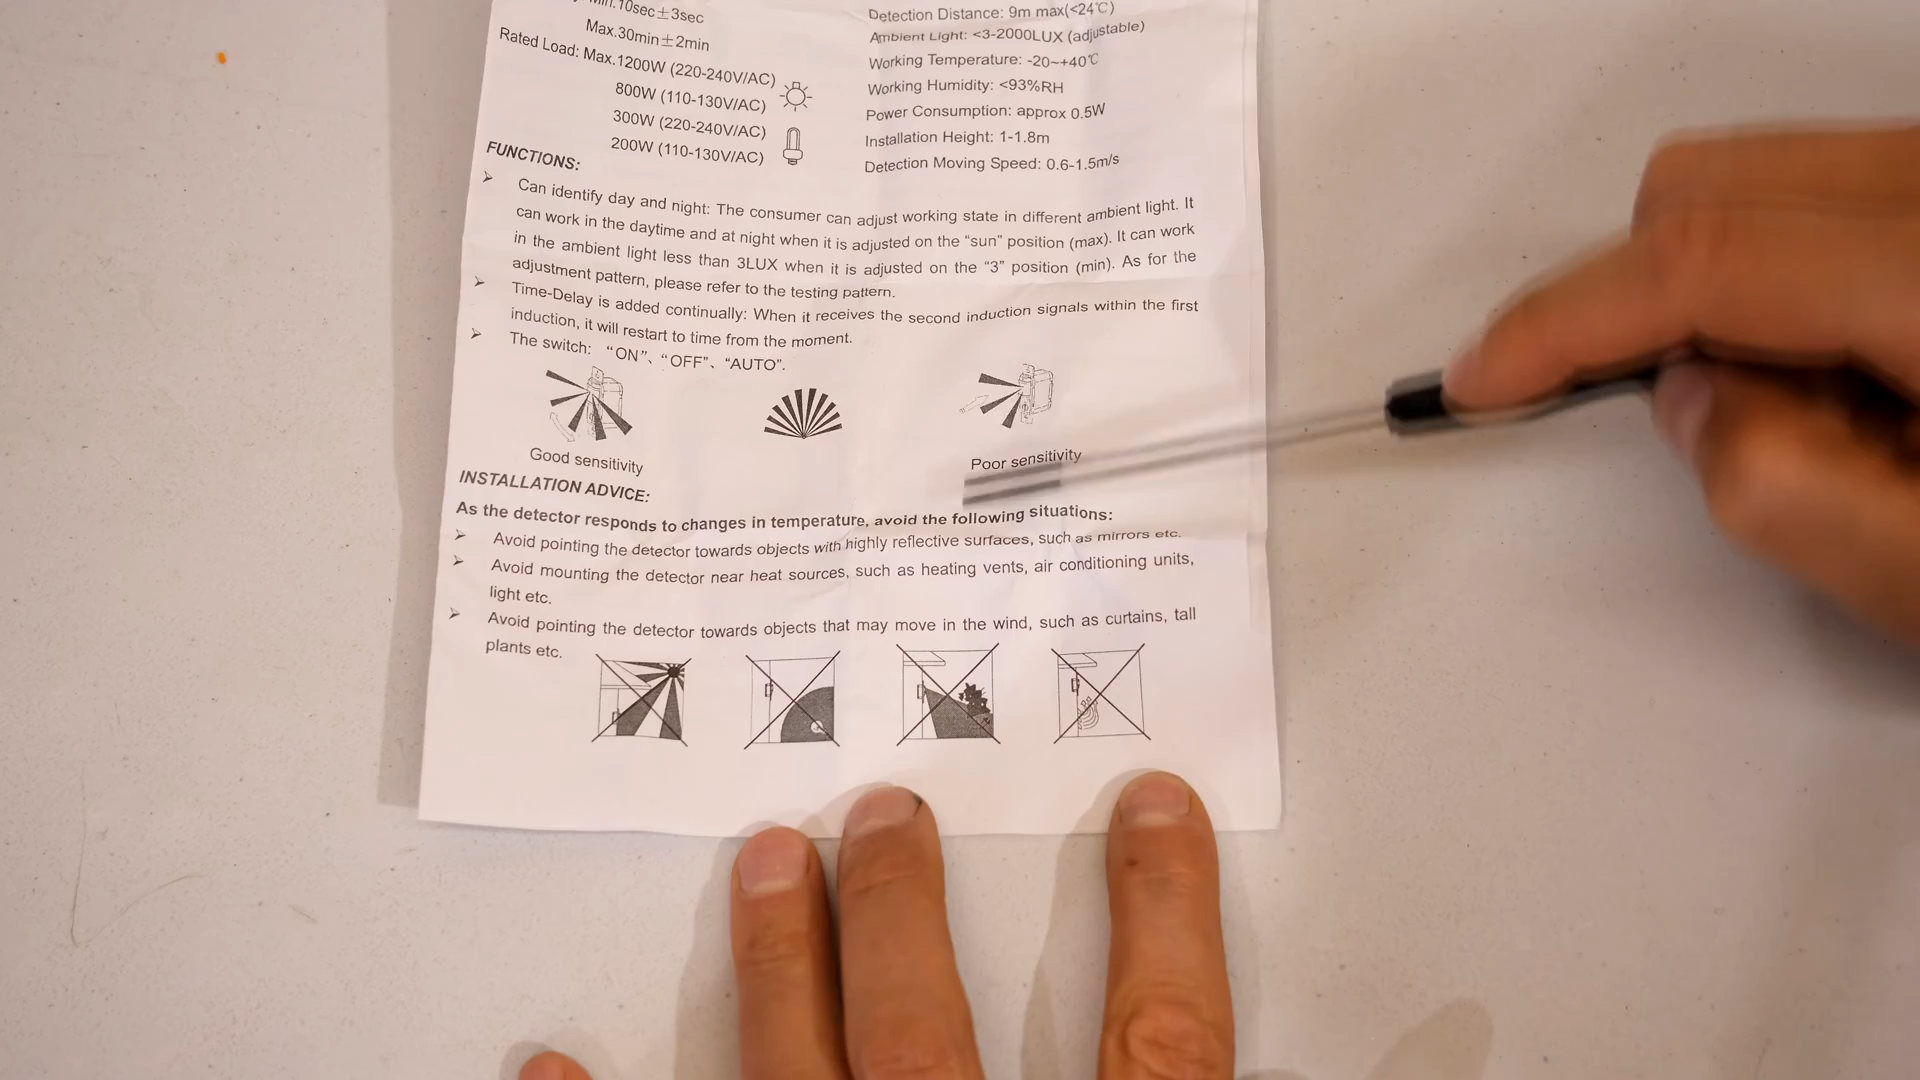 Min.10sec±3sec
Max.30min±2min
Rated Load: Max.1200W (220-240V/AC)
800W (110-130V/AC)
300W (220-240V/AC)
200W (110-130V/AC)
Detection Distance: 9m max(<24℃)
Ambient Light: <3-2000LUX (adjustable)
Working Temperature: -20~+40℃
Working Humidity: <93%RH
Power Consumption: approx 0.5W
Installation Height: 1-1.8m
Detection Moving Speed: 0.6-1.5m/s
FUNCTIONS:
➢ Can identify day and night: The consumer can adjust working state in different ambient light. It
can work in the daytime and at night when it is adjusted on the “sun” position (max). It can work
in the ambient light less than 3LUX when it is adjusted on the “3” position (min). As for the
adjustment pattern, please refer to the testing pattern.
➢ Time-Delay is added continually: When it receives the second induction signals within the first
induction, it will restart to time from the moment.
➢ The switch: “ON”、“OFF”、“AUTO”.
Good sensitivity
Poor sensitivity
INSTALLATION ADVICE:
As the detector responds to changes in temperature, avoid the following situations:
➢ Avoid pointing the detector towards objects with highly reflective surfaces, such as mirrors etc.
➢ Avoid mounting the detector near heat sources, such as heating vents, air conditioning units,
light etc.
➢ Avoid pointing the detector towards objects that may move in the wind, such as curtains, tall
plants etc.